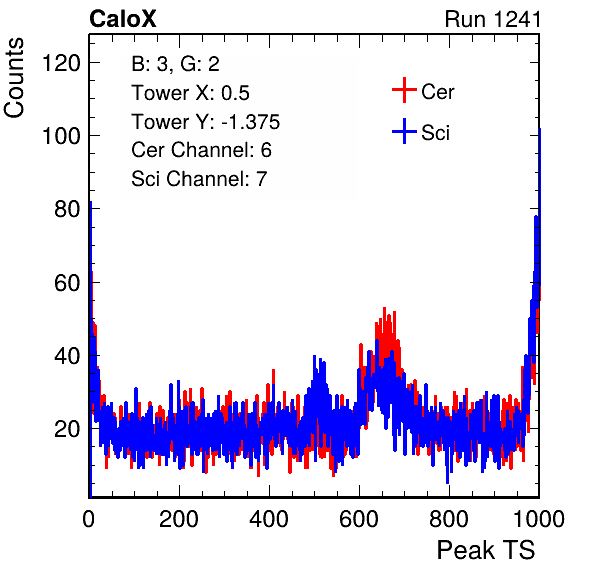 CaloX Run 1241
Counts
B: 3, G: 2
Tower X: 0.5
Tower Y: -1.375
Cer Channel: 6
Sci Channel: 7
Cer
Sci
120
100
80
60
40
20
0 200 400 600 800 1000
Peak TS